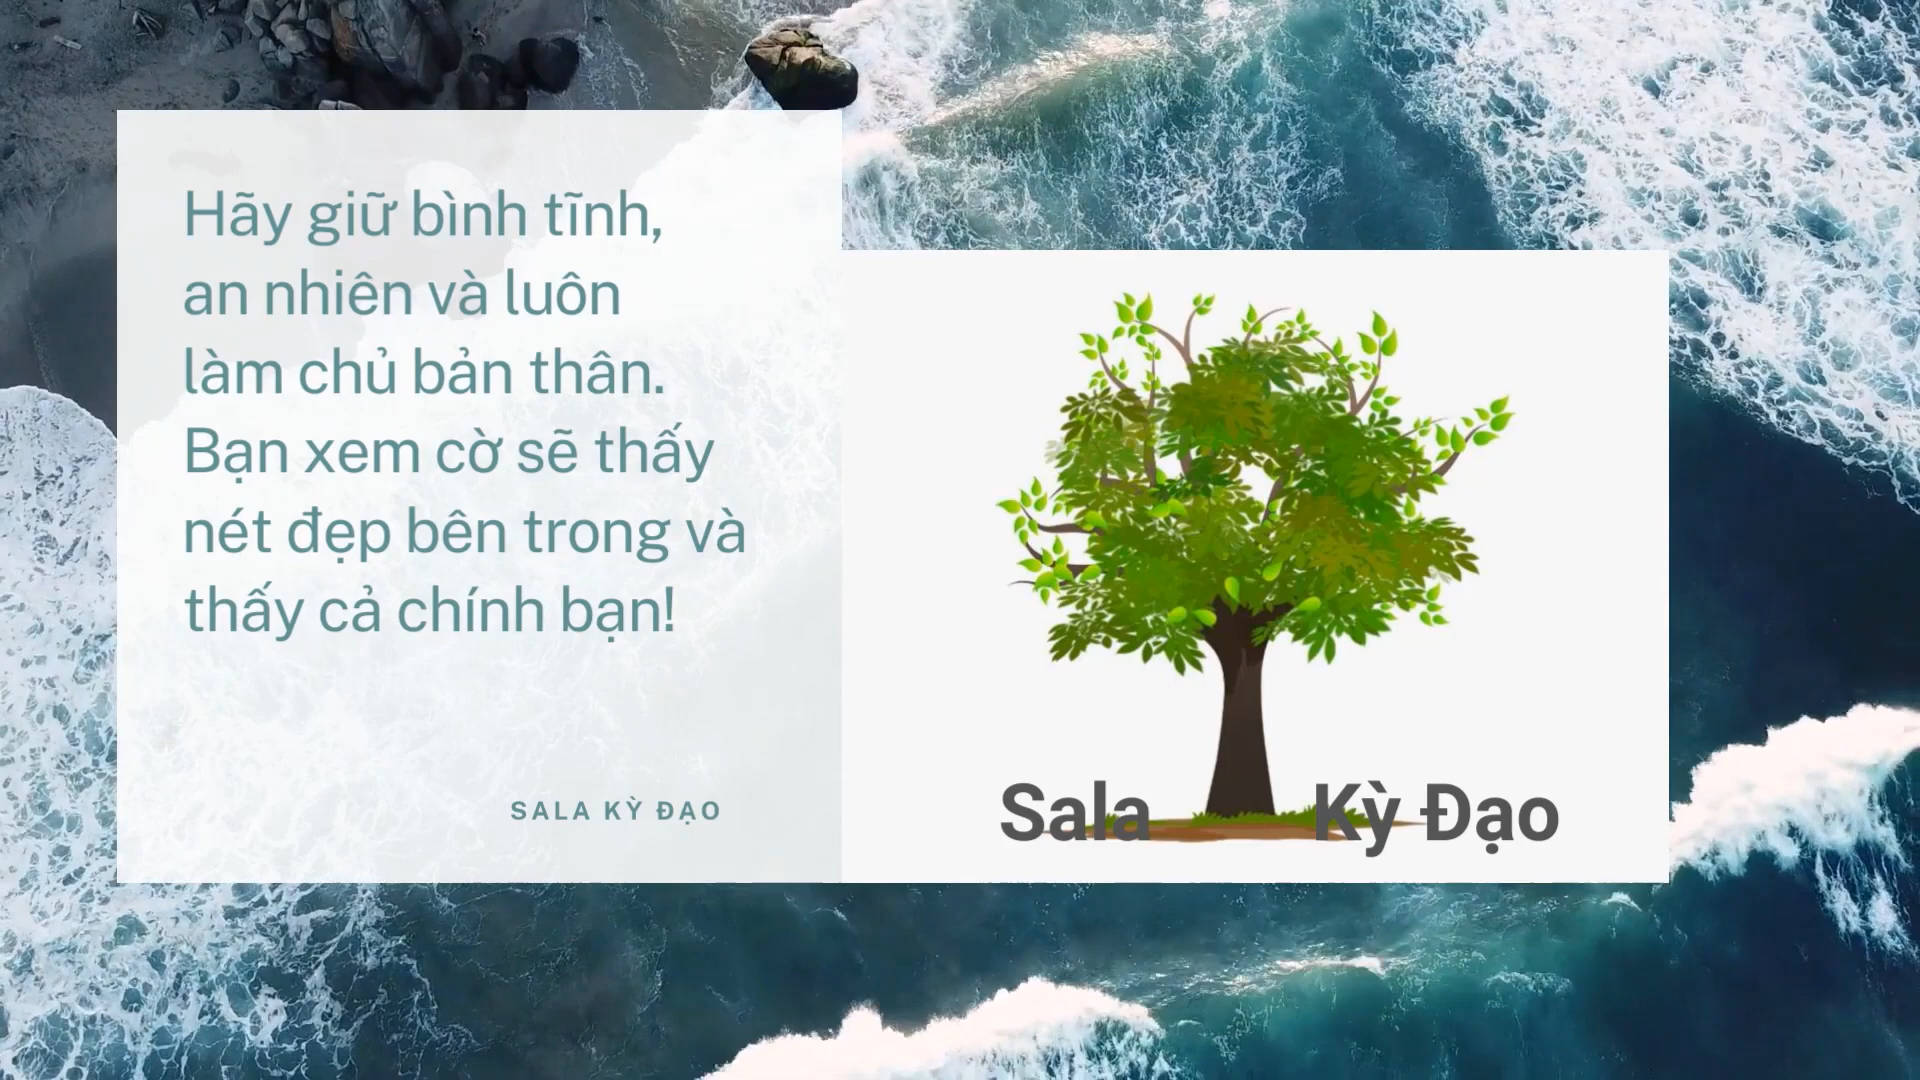 Hãy giữ bình tĩnh,
an nhiên và luôn
làm chủ bản thân.
Bạn xem cờ sẽ thấy
nét đẹp bên trong và
thấy cả chính bạn!
SALA KỲ ĐẠO
Sala Kỳ Đạo